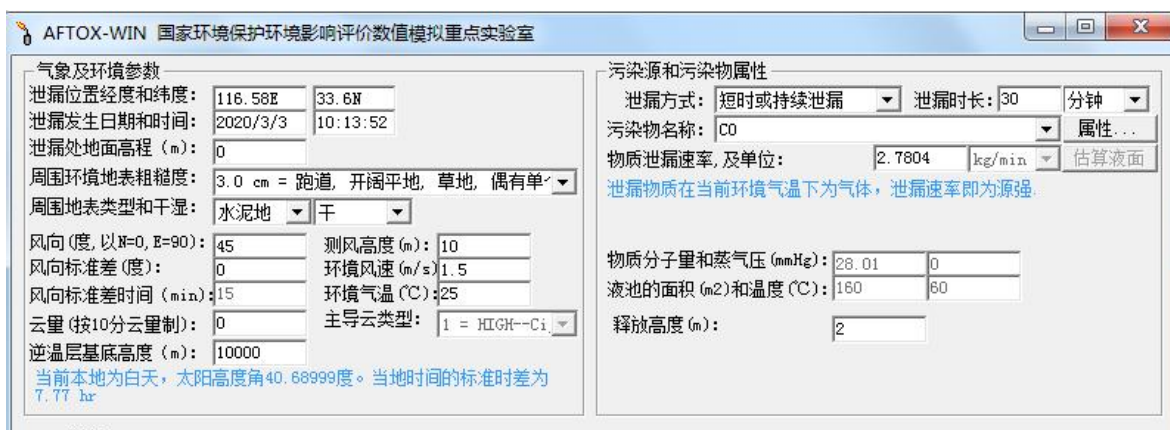 AFTOX-WIN 国家环境保护环境影响评价数值模拟重点实验室
气象及环境参数
泄漏位置经度和纬度: 116.58E 33.6N
泄漏发生日期和时间: 2020/3/3 10:13:52
泄漏处地面高程 (m): 0
周围环境地表粗糙度: 3.0 cm = 跑道, 开阔平地, 草地, 偶有单
周围地表类型和干湿: 水泥地 干
风向(度,以N=0,E=90): 45 测风高度(m): 10
风向标准差(度): 0 环境风速(m/s) 1.5
风向标准差时间 (min): 15 环境气温(℃): 25
云量(按10分云量制): 0 主导云类型: 1 = HIGH--Ci
逆温层基底高度 (m): 10000
当前本地为白天，太阳高度角40.68999度。当地时间的标准时差为
7.77 hr
污染源和污染物属性
泄漏方式: 短时或持续泄漏 泄漏时长: 30 分钟
污染物名称: CO 属性...
物质泄漏速率,及单位: 2.7804 kg/min 估算液面
泄漏物质在当前环境气温下为气体，泄漏速率即为源强.
物质分子量和蒸气压(mmHg): 28.01 0
液池的面积(m2)和温度(℃): 160 60
释放高度(m): 2